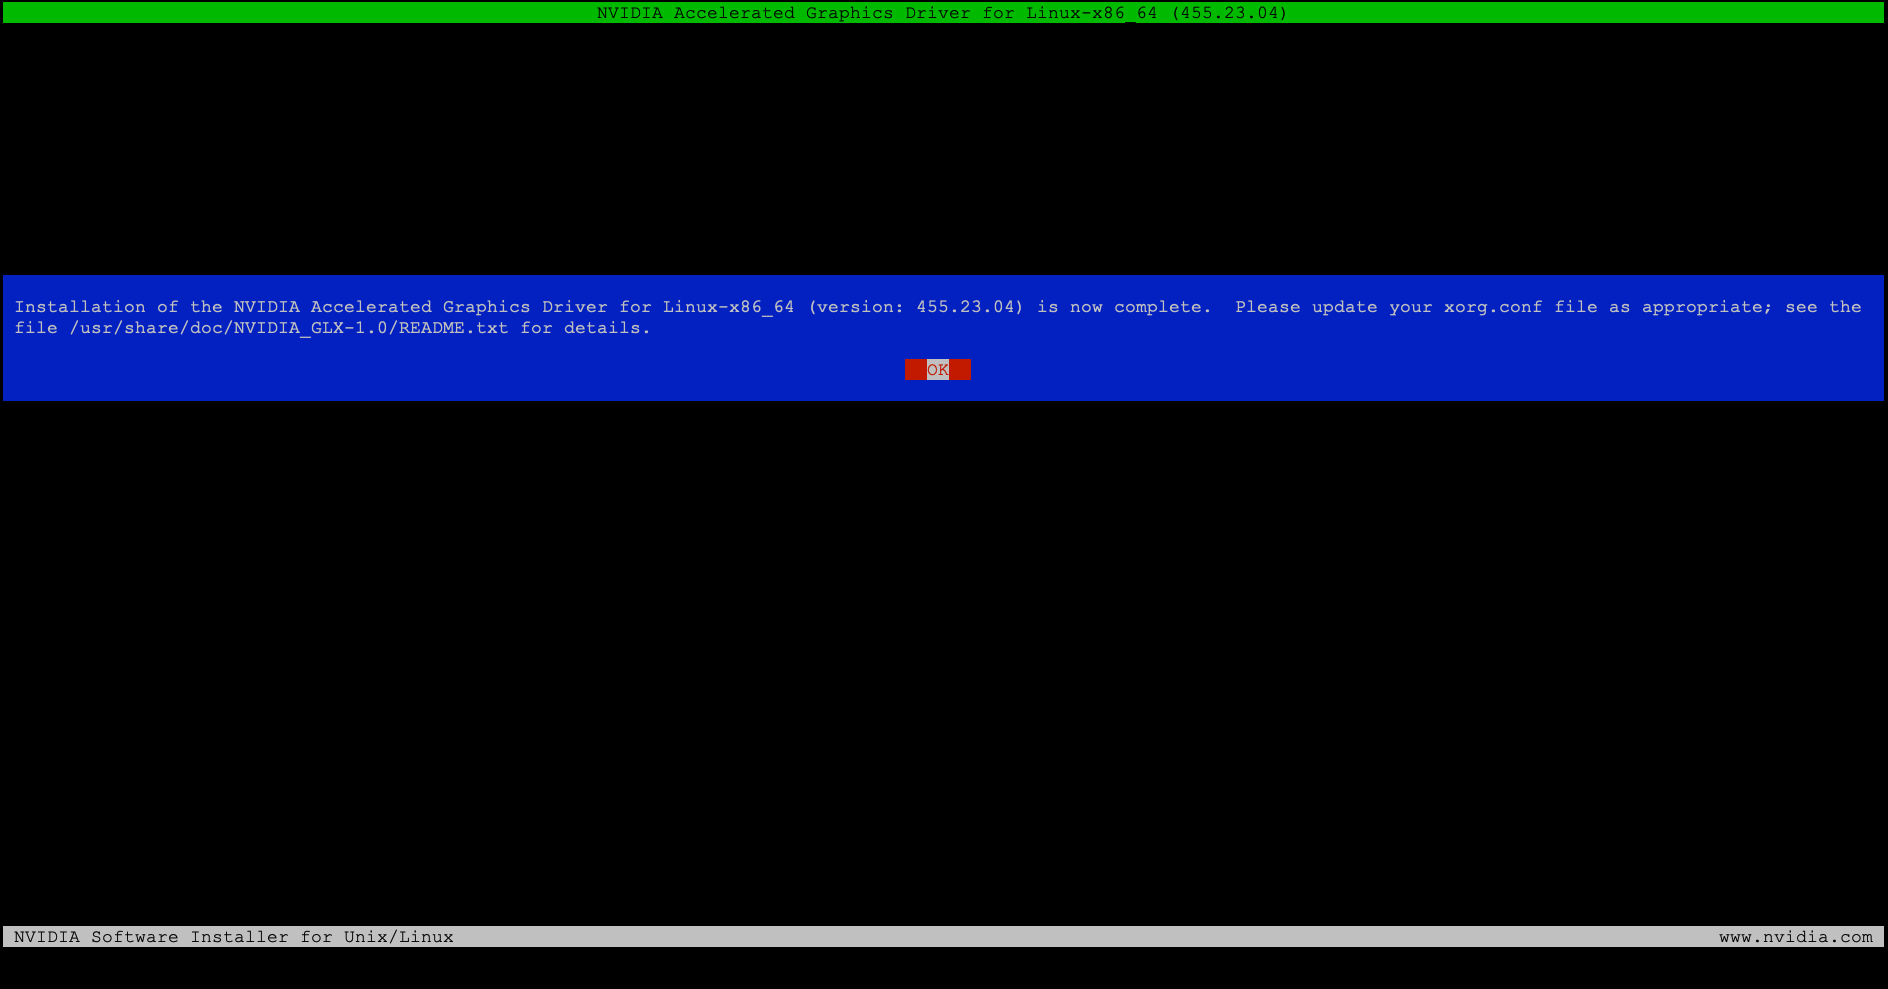 NVIDIA Accelerated Graphics Driver for Linux-x86_64 (455.23.04)
Installation of the NVIDIA Accelerated Graphics Driver for Linux-x86_64 (version: 455.23.04) is now complete.  Please update your xorg.conf file as appropriate; see the
file /usr/share/doc/NVIDIA_GLX-1.0/README.txt for details.
OK
NVIDIA Software Installer for Unix/Linux www.nvidia.com